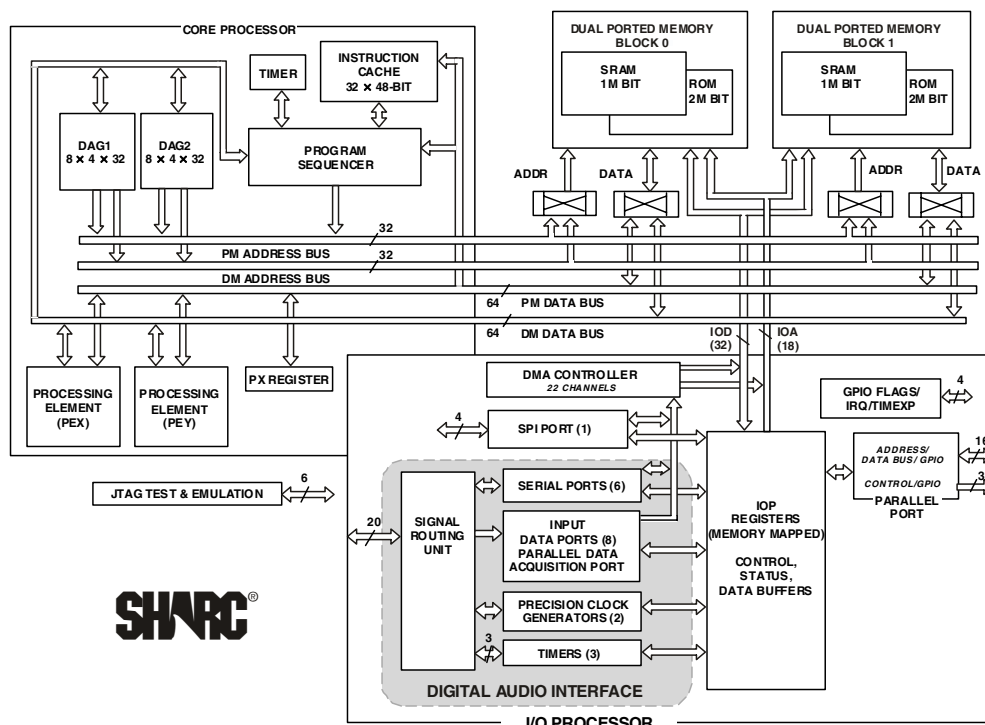 CORE PROCESSOR
TIMER
INSTRUCTION
CACHE
32 × 48-BIT
DAG1
8 × 4 × 32
DAG2
8 × 4 × 32
PROGRAM
SEQUENCER
DUAL PORTED MEMORY
BLOCK 0
SRAM
1M BIT
ROM
2M BIT
DUAL PORTED MEMORY
BLOCK 1
SRAM
1M BIT
ROM
2M BIT
ADDR
DATA
ADDR
DATA
32
PM ADDRESS BUS
32
DM ADDRESS BUS
64
PM DATA BUS
64
DM DATA BUS
IOD
(32)
IOA
(18)
PROCESSING
ELEMENT
(PEX)
PROCESSING
ELEMENT
(PEY)
PX REGISTER
DMA CONTROLLER
22 CHANNELS
GPIO FLAGS/
IRQ/TIMEXP
4
4
SPI PORT (1)
ADDRESS/
DATA BUS/ GPIO
CONTROL/GPIO
PARALLEL
PORT
16
3
6
JTAG TEST & EMULATION
20
SIGNAL
ROUTING
UNIT
SERIAL PORTS (6)
INPUT
DATA PORTS (8)
PARALLEL DATA
ACQUISITION PORT
PRECISION CLOCK
GENERATORS (2)
3
TIMERS (3)
IOP
REGISTERS
(MEMORY MAPPED)
CONTROL,
STATUS,
DATA BUFFERS
SHARC®
DIGITAL AUDIO INTERFACE
I/O PROCESSOR